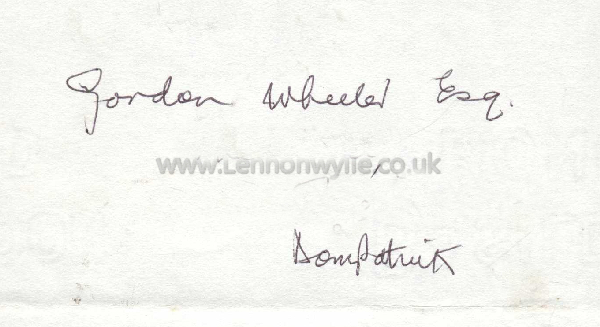 Gordon Wheeler Esq.
www.Lennonwylie.co.uk
Downpatrick